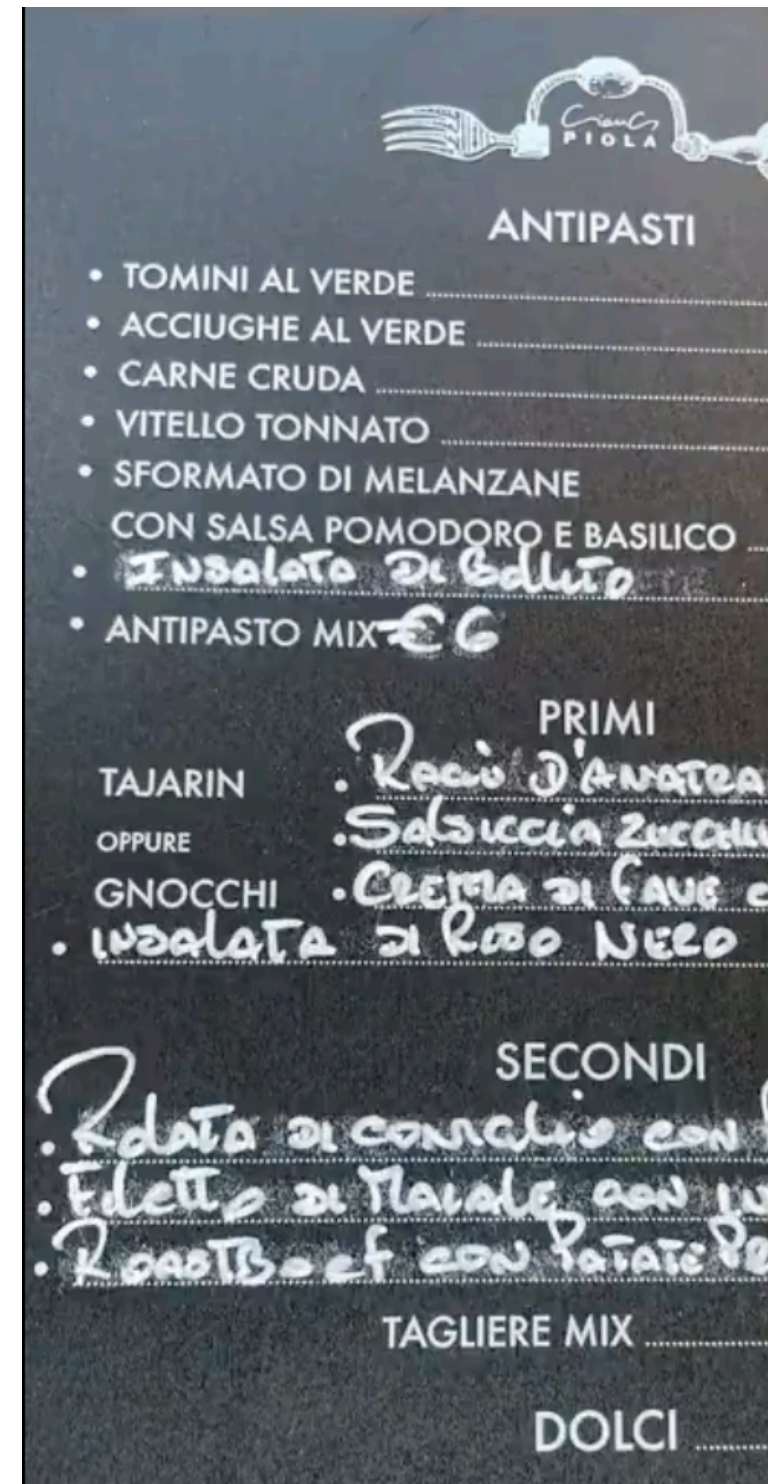 GianCa
PIOLA
ANTIPASTI
• TOMINI AL VERDE
• ACCIUGHE AL VERDE
• CARNE CRUDA
• VITELLO TONNATO
• SFORMATO DI MELANZANE
CON SALSA POMODORO E BASILICO
• INSALATA DI BOLLITO
• ANTIPASTO MIX €6
PRIMI
TAJARIN • RAGÙ D'ANATRA
OPPURE • SALSICCIA
GNOCCHI • CREMA DI FAVE
• INSALATA DI RISO NERO
SECONDI
• ROLATA DI CONIGLIO CON
• FILETTO DI MAIALE CON
• ROASTBEEF CON PATATE
TAGLIERE MIX
DOLCI